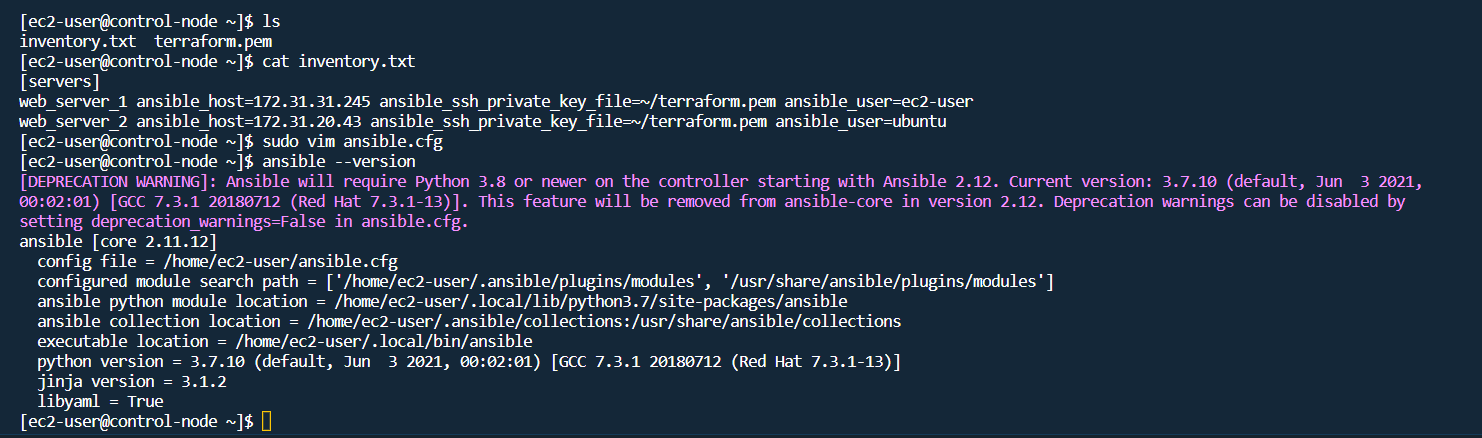 [ec2-user@control-node ~]$ ls
inventory.txt  terraform.pem
[ec2-user@control-node ~]$ cat inventory.txt
[servers]
web_server_1 ansible_host=172.31.31.245 ansible_ssh_private_key_file=~/terraform.pem ansible_user=ec2-user
web_server_2 ansible_host=172.31.20.43 ansible_ssh_private_key_file=~/terraform.pem ansible_user=ubuntu
[ec2-user@control-node ~]$ sudo vim ansible.cfg
[ec2-user@control-node ~]$ ansible --version
[DEPRECATION WARNING]: Ansible will require Python 3.8 or newer on the controller starting with Ansible 2.12. Current version: 3.7.10 (default, Jun  3 2021,
00:02:01) [GCC 7.3.1 20180712 (Red Hat 7.3.1-13)]. This feature will be removed from ansible-core in version 2.12. Deprecation warnings can be disabled by
setting deprecation_warnings=False in ansible.cfg.
ansible [core 2.11.12]
  config file = /home/ec2-user/ansible.cfg
  configured module search path = ['/home/ec2-user/.ansible/plugins/modules', '/usr/share/ansible/plugins/modules']
  ansible python module location = /home/ec2-user/.local/lib/python3.7/site-packages/ansible
  ansible collection location = /home/ec2-user/.ansible/collections:/usr/share/ansible/collections
  executable location = /home/ec2-user/.local/bin/ansible
  python version = 3.7.10 (default, Jun  3 2021, 00:02:01) [GCC 7.3.1 20180712 (Red Hat 7.3.1-13)]
  jinja version = 3.1.2
  libyaml = True
[ec2-user@control-node ~]$